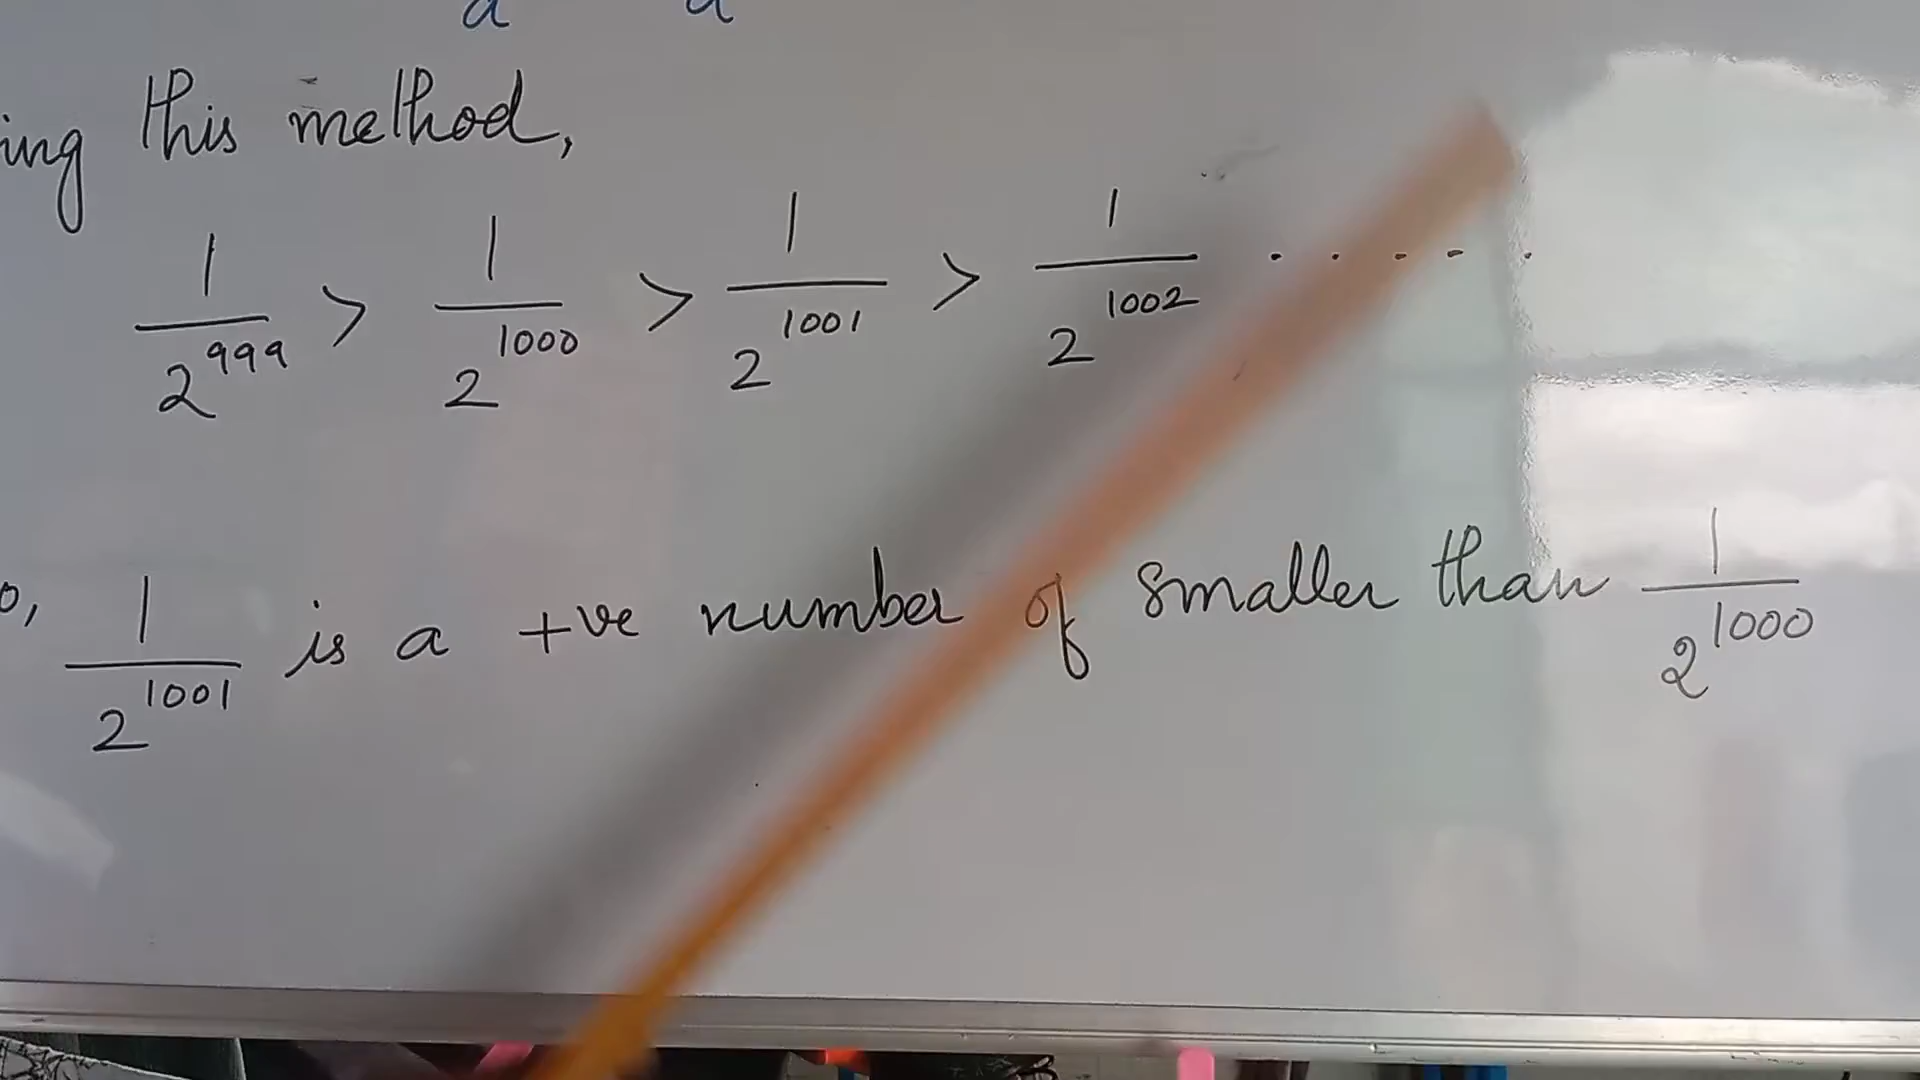 ing this method,
1/2^999 > 1/2^1000 > 1/2^1001 > 1/2^1002 . . . . .
o, 1/2^1001 is a +ve number of smaller than 1/2^1000